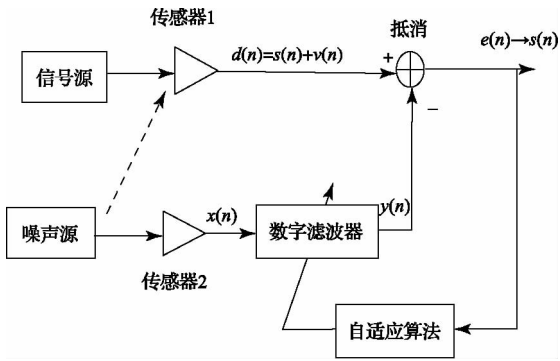 传感器1
抵消
d(n)=s(n)+v(n)
e(n)→s(n)
信号源
+
−
x(n)
y(n)
噪声源
数字滤波器
传感器2
自适应算法